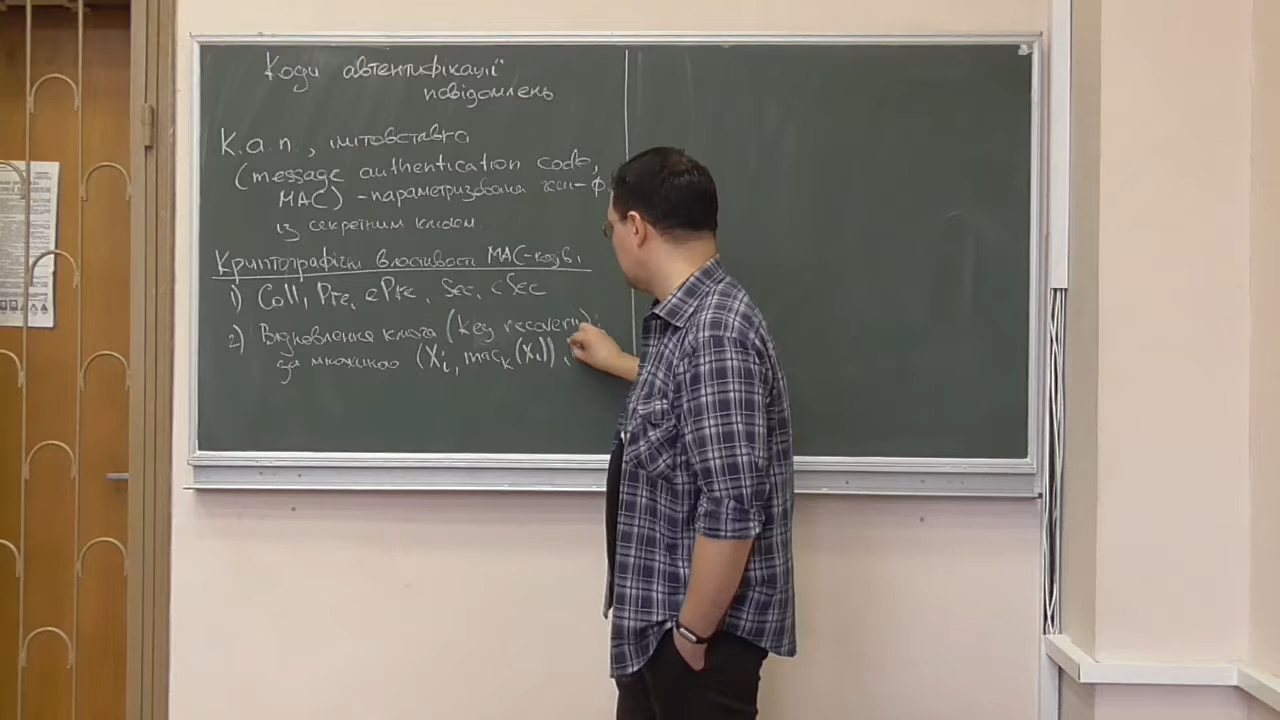 Коди автентифікації
повідомлень
К.а.п., імітовставка
(message authentication code,
MAC) - параметризована геш-ф
із секретним ключем.
Криптографічні властивості MAC-кодів:
1) Coll, Pre, ePre, Sec, eSec
2) Відновлення ключа (key recovery):
за множиною (Xᵢ, macₖ(Xᵢ)),